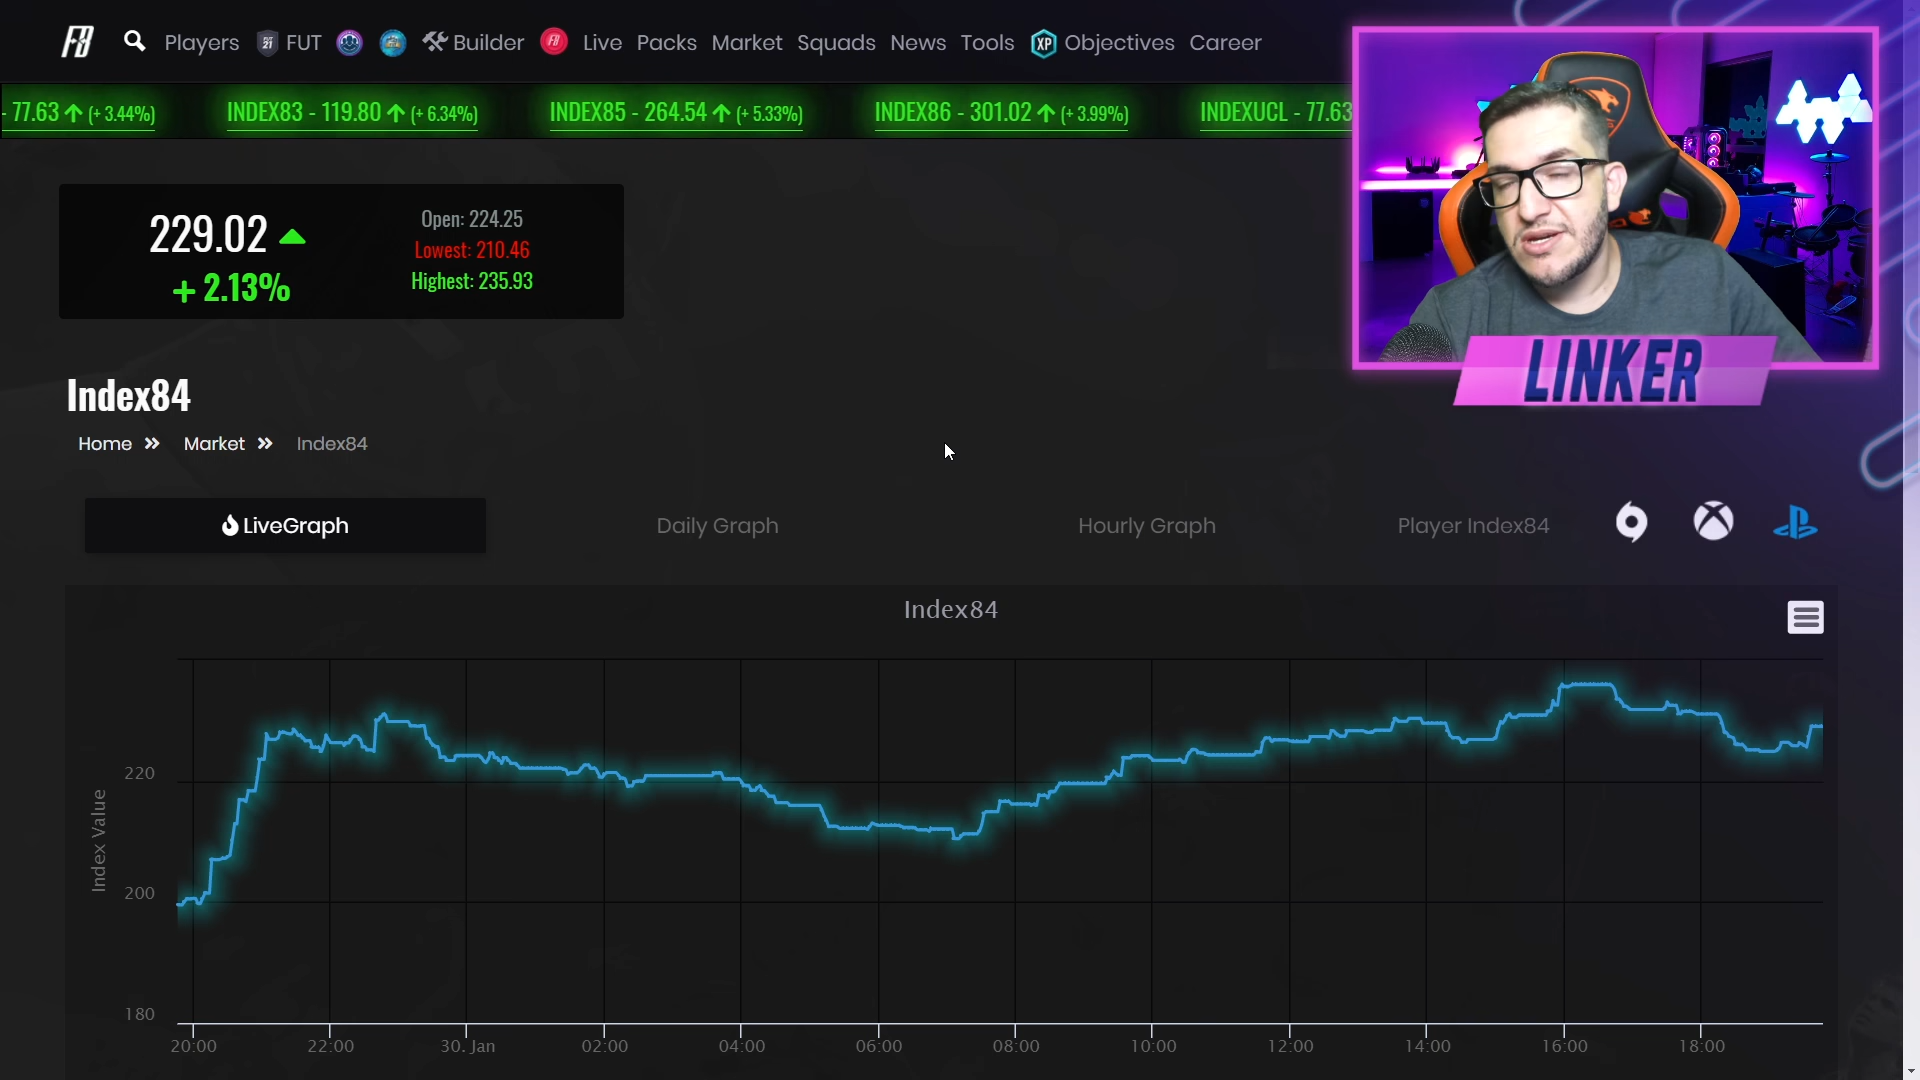 Players FUT 21 FUT Builder FB Live Packs Market Squads News Tools XP Objectives Career
- 77.63 (+ 3.44%) INDEX83 - 119.80 (+ 6.34%) INDEX85 - 264.54 (+ 5.33%) INDEX86 - 301.02 (+ 3.99%) INDEXUCL - 77.63
229.02
+ 2.13%
Open: 224.25
Lowest: 210.46
Highest: 235.93
LINKER
Index84
Home » Market » Index84
LiveGraph Daily Graph Hourly Graph Player Index84
Index84
Index Value
220
200
180
20:00 22:00 30. Jan 02:00 04:00 06:00 08:00 10:00 12:00 14:00 16:00 18:00